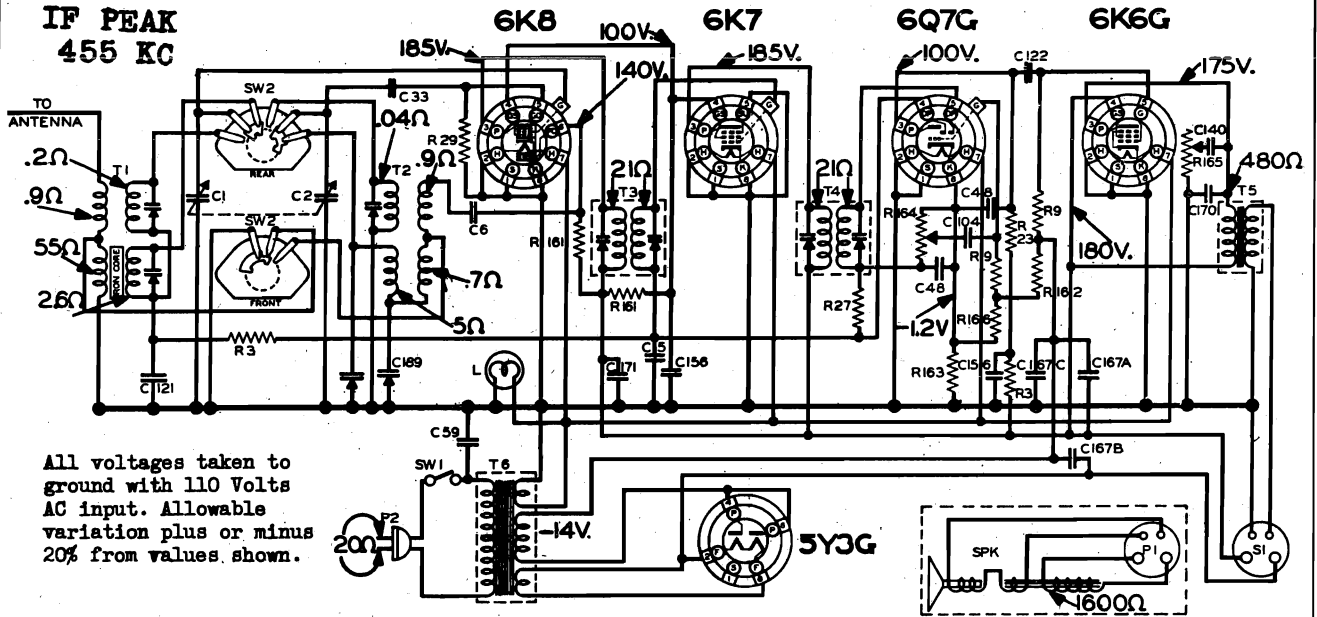 IF PEAK
455 KC
6K8
6K7
6Q7G
6K6G
185V.
100V.
140V.
185V.
100V.
C122
175V.
TO
ANTENNA
SW2
C33
.04Ω
R29
REAR
.2Ω
T1
.9Ω
C1
C2
T2
.9Ω
C6
R161
21Ω
T3
21Ω
T4
R164
C48
C104
R9
R23
R19
C140
R165
480Ω
C170
T5
180V.
55Ω
IRON CORE
2.6Ω
SW2
FRONT
.7Ω
.5Ω
R161
R27
C48
-1.2V
R162
R166
R3
C121
C189
L
C171
C15
C156
R163
C156
C167C
R3
C167A
C59
SW1
T6
C167B
-14V.
P2
20Ω
5Y3G
SPK
P1
S1
1600Ω
All voltages taken to
ground with 110 Volts
AC input. Allowable
variation plus or minus
20% from values shown.